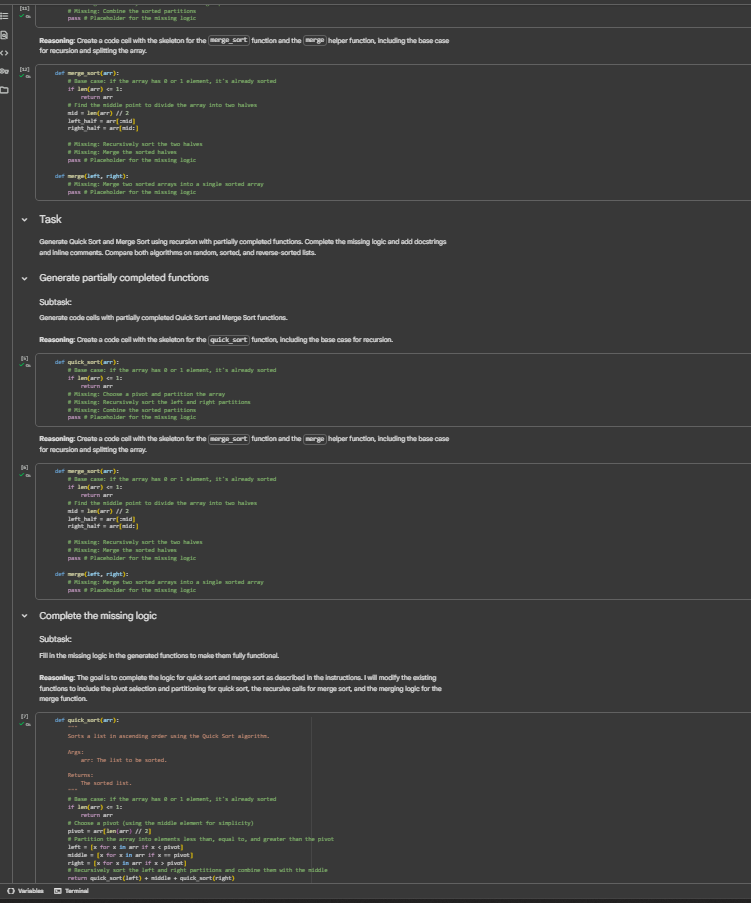 [11]
# Missing: Combine the sorted partitions
0s
pass # Placeholder for the missing logic
Reasoning: Create a code cell with the skeleton for the merge_sort function and the merge helper function, including the base case
for recursion and splitting the array.
[12]
0s
def merge_sort(arr):
# Base case: if the array has 0 or 1 element, it's already sorted
if len(arr) <= 1:
return arr
# Find the middle point to divide the array into two halves
mid = len(arr) // 2
left_half = arr[:mid]
right_half = arr[mid:]
# Missing: Recursively sort the two halves
# Missing: Merge the sorted halves
pass # Placeholder for the missing logic
def merge(left, right):
# Missing: Merge two sorted arrays into a single sorted array
pass # Placeholder for the missing logic
Task
Generate Quick Sort and Merge Sort using recursion with partially completed functions. Complete the missing logic and add docstrings
and inline comments. Compare both algorithms on random, sorted, and reverse-sorted lists.
Generate partially completed functions
Subtask:
Generate code cells with partially completed Quick Sort and Merge Sort functions.
Reasoning: Create a code cell with the skeleton for the quick_sort function, including the base case for recursion.
[5]
0s
def quick_sort(arr):
# Base case: if the array has 0 or 1 element, it's already sorted
if len(arr) <= 1:
return arr
# Missing: Choose a pivot and partition the array
# Missing: Recursively sort the left and right partitions
# Missing: Combine the sorted partitions
pass # Placeholder for the missing logic
Reasoning: Create a code cell with the skeleton for the merge_sort function and the merge helper function, including the base case
for recursion and splitting the array.
[6]
0s
def merge_sort(arr):
# Base case: if the array has 0 or 1 element, it's already sorted
if len(arr) <= 1:
return arr
# Find the middle point to divide the array into two halves
mid = len(arr) // 2
left_half = arr[:mid]
right_half = arr[mid:]
# Missing: Recursively sort the two halves
# Missing: Merge the sorted halves
pass # Placeholder for the missing logic
def merge(left, right):
# Missing: Merge two sorted arrays into a single sorted array
pass # Placeholder for the missing logic
Complete the missing logic
Subtask:
Fill in the missing logic in the generated functions to make them fully functional.
Reasoning: The goal is to complete the logic for quick sort and merge sort as described in the instructions. I will modify the existing
functions to include the pivot selection and partitioning for quick sort, the recursive calls for merge sort, and the merging logic for the
merge function.
[7]
0s
def quick_sort(arr):
"""
Sorts a list in ascending order using the Quick Sort algorithm.
Args:
arr: The list to be sorted.
Returns:
The sorted list.
"""
# Base case: if the array has 0 or 1 element, it's already sorted
if len(arr) <= 1:
return arr
# Choose a pivot (using the middle element for simplicity)
pivot = arr[len(arr) // 2]
# Partition the array into elements less than, equal to, and greater than the pivot
left = [x for x in arr if x < pivot]
middle = [x for x in arr if x == pivot]
right = [x for x in arr if x > pivot]
# Recursively sort the left and right partitions and combine them with the middle
return quick_sort(left) + middle + quick_sort(right)
Variables Terminal